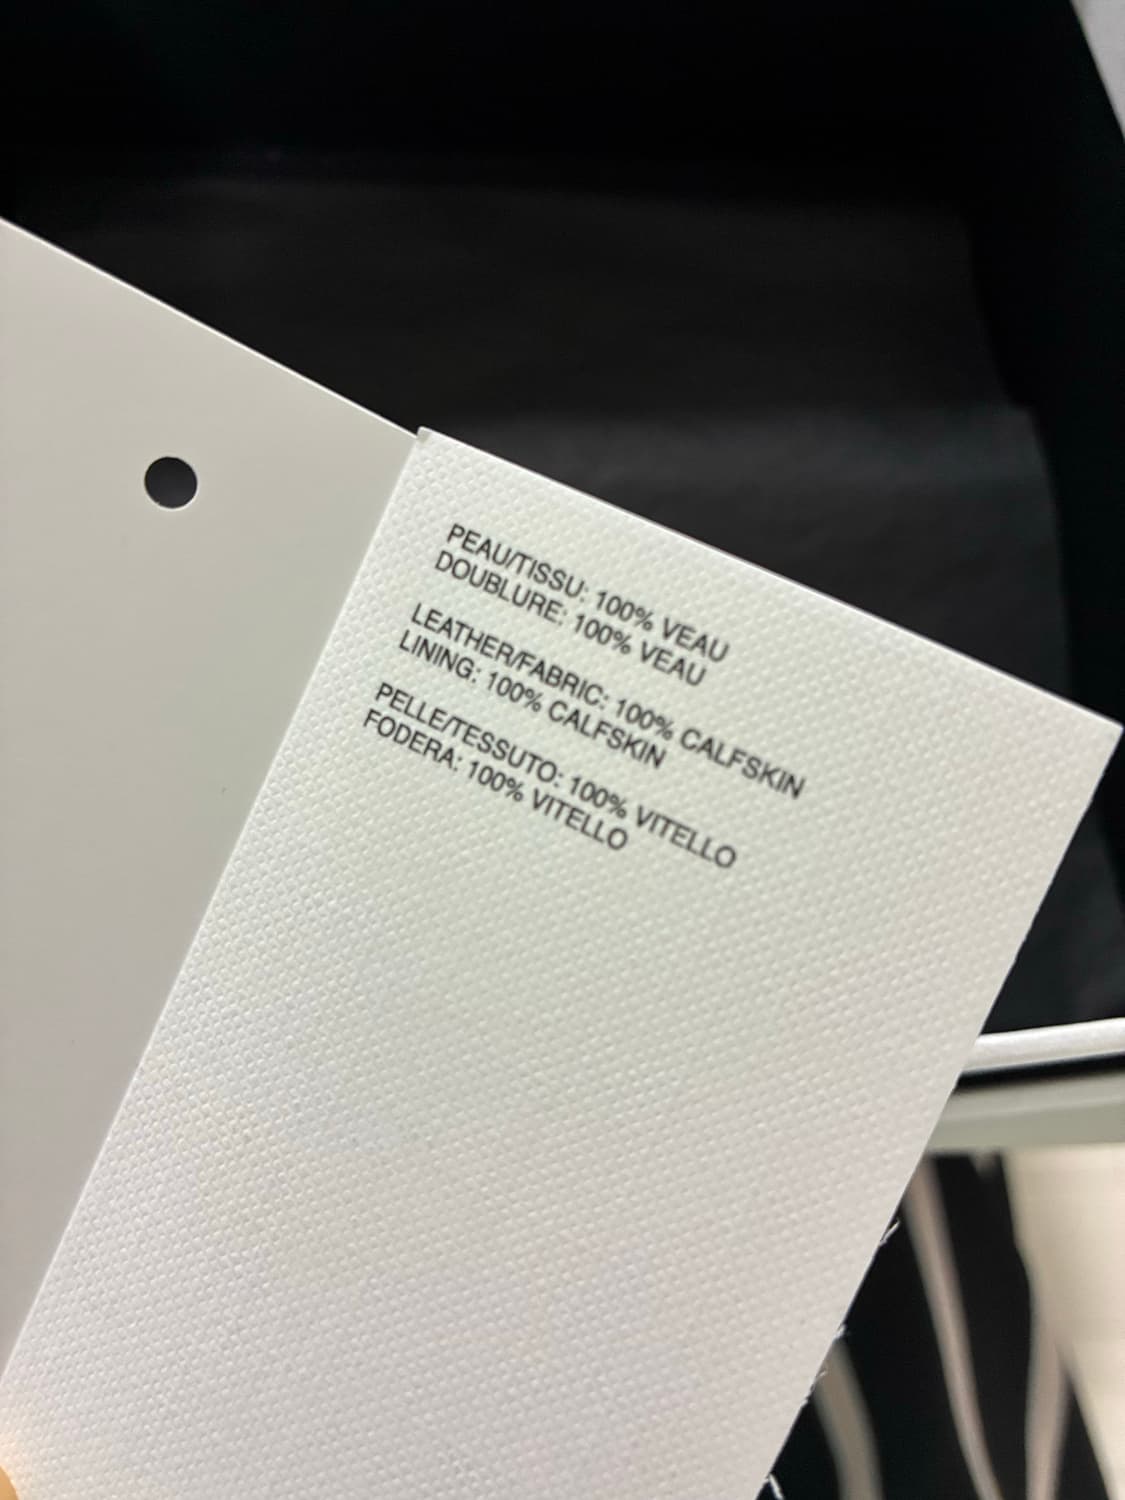 PEAU/TISSU: 100% VEAU
DOUBLURE: 100% VEAU
LEATHER/FABRIC: 100% CALFSKIN
LINING: 100% CALFSKIN
PELLE/TESSUTO: 100% VITELLO
FODERA: 100% VITELLO